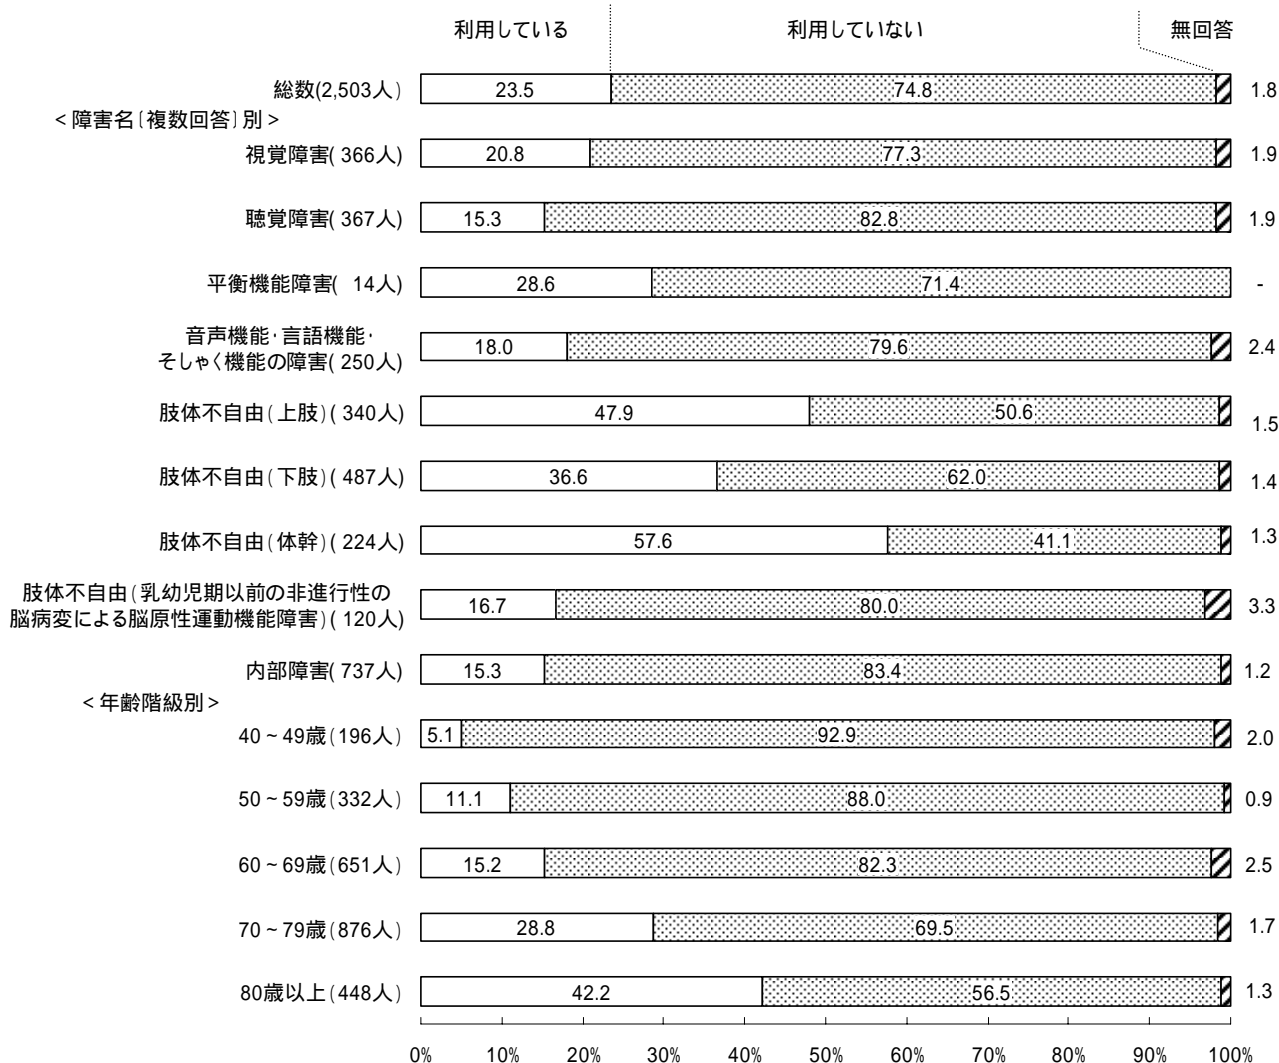 利用している 利用していない 無回答
総数(2,503人) 23.5 74.8 1.8
<障害名〔複数回答〕別>
視覚障害( 366人) 20.8 77.3 1.9
聴覚障害( 367人) 15.3 82.8 1.9
平衡機能障害( 14人) 28.6 71.4 -
音声機能・言語機能・
そしゃく機能の障害( 250人) 18.0 79.6 2.4
肢体不自由(上肢)( 340人) 47.9 50.6 1.5
肢体不自由(下肢)( 487人) 36.6 62.0 1.4
肢体不自由(体幹)( 224人) 57.6 41.1 1.3
肢体不自由(乳幼児期以前の非進行性の
脳病変による脳原性運動機能障害)( 120人) 16.7 80.0 3.3
内部障害( 737人) 15.3 83.4 1.2
<年齢階級別>
40~49歳(196人) 5.1 92.9 2.0
50~59歳(332人) 11.1 88.0 0.9
60~69歳(651人) 15.2 82.3 2.5
70~79歳(876人) 28.8 69.5 1.7
80歳以上(448人) 42.2 56.5 1.3
0% 10% 20% 30% 40% 50% 60% 70% 80% 90% 100%